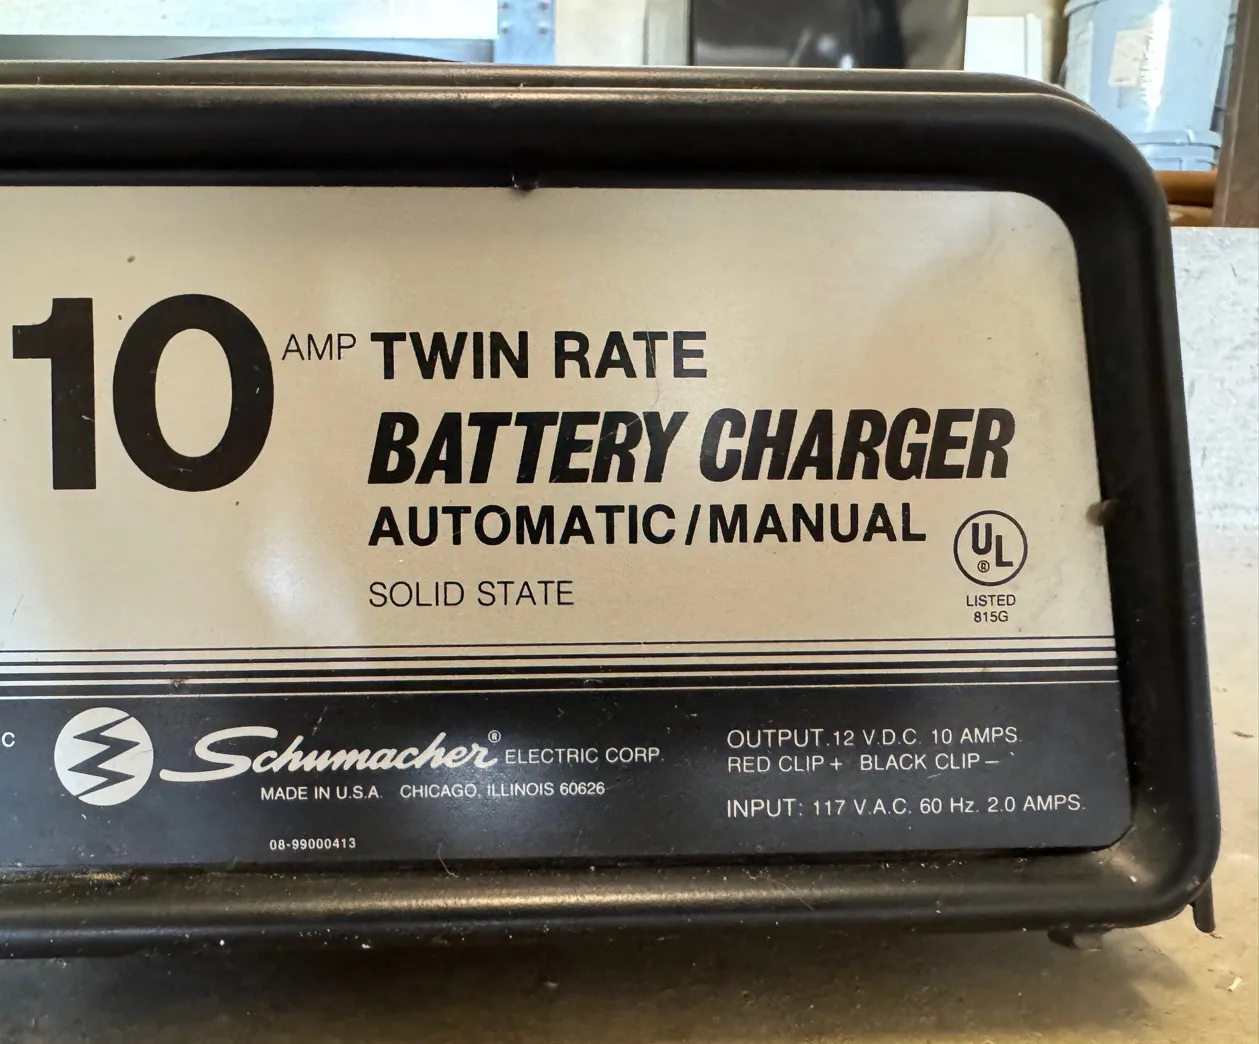 10 AMP TWIN RATE
BATTERY CHARGER
AUTOMATIC/MANUAL
SOLID STATE
UL
®
LISTED
815G
C
Schumacher® ELECTRIC CORP.
MADE IN U.S.A. CHICAGO, ILLINOIS 60626
08-99000413
OUTPUT.12 V.D.C. 10 AMPS.
RED CLIP+ BLACK CLIP–
INPUT: 117 V.A.C. 60 Hz. 2.0 AMPS.